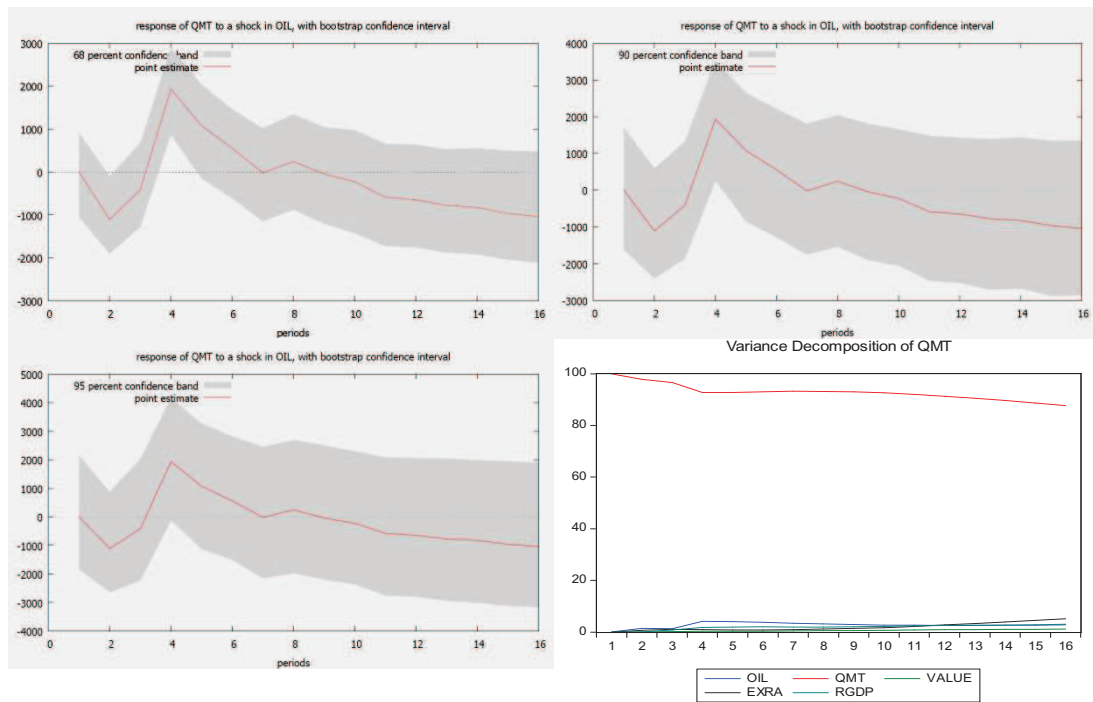 response of QMT to a shock in OIL, with bootstrap confidence interval
3000
2000
1000
0
-1000
-2000
-3000
68 percent confidence band
point estimate
0 2 4 6 8 10 12 14 16
periods
response of QMT to a shock in OIL, with bootstrap confidence interval
4000
3000
2000
1000
0
-1000
-2000
-3000
90 percent confidence band
point estimate
0 2 4 6 8 10 12 14 16
periods
response of QMT to a shock in OIL, with bootstrap confidence interval
5000
4000
3000
2000
1000
0
-1000
-2000
-3000
-4000
95 percent confidence band
point estimate
0 2 4 6 8 10 12 14 16
periods
Variance Decomposition of QMT
100
80
60
40
20
0
1 2 3 4 5 6 7 8 9 10 11 12 13 14 15 16
OIL QMT VALUE
EXRA RGDP